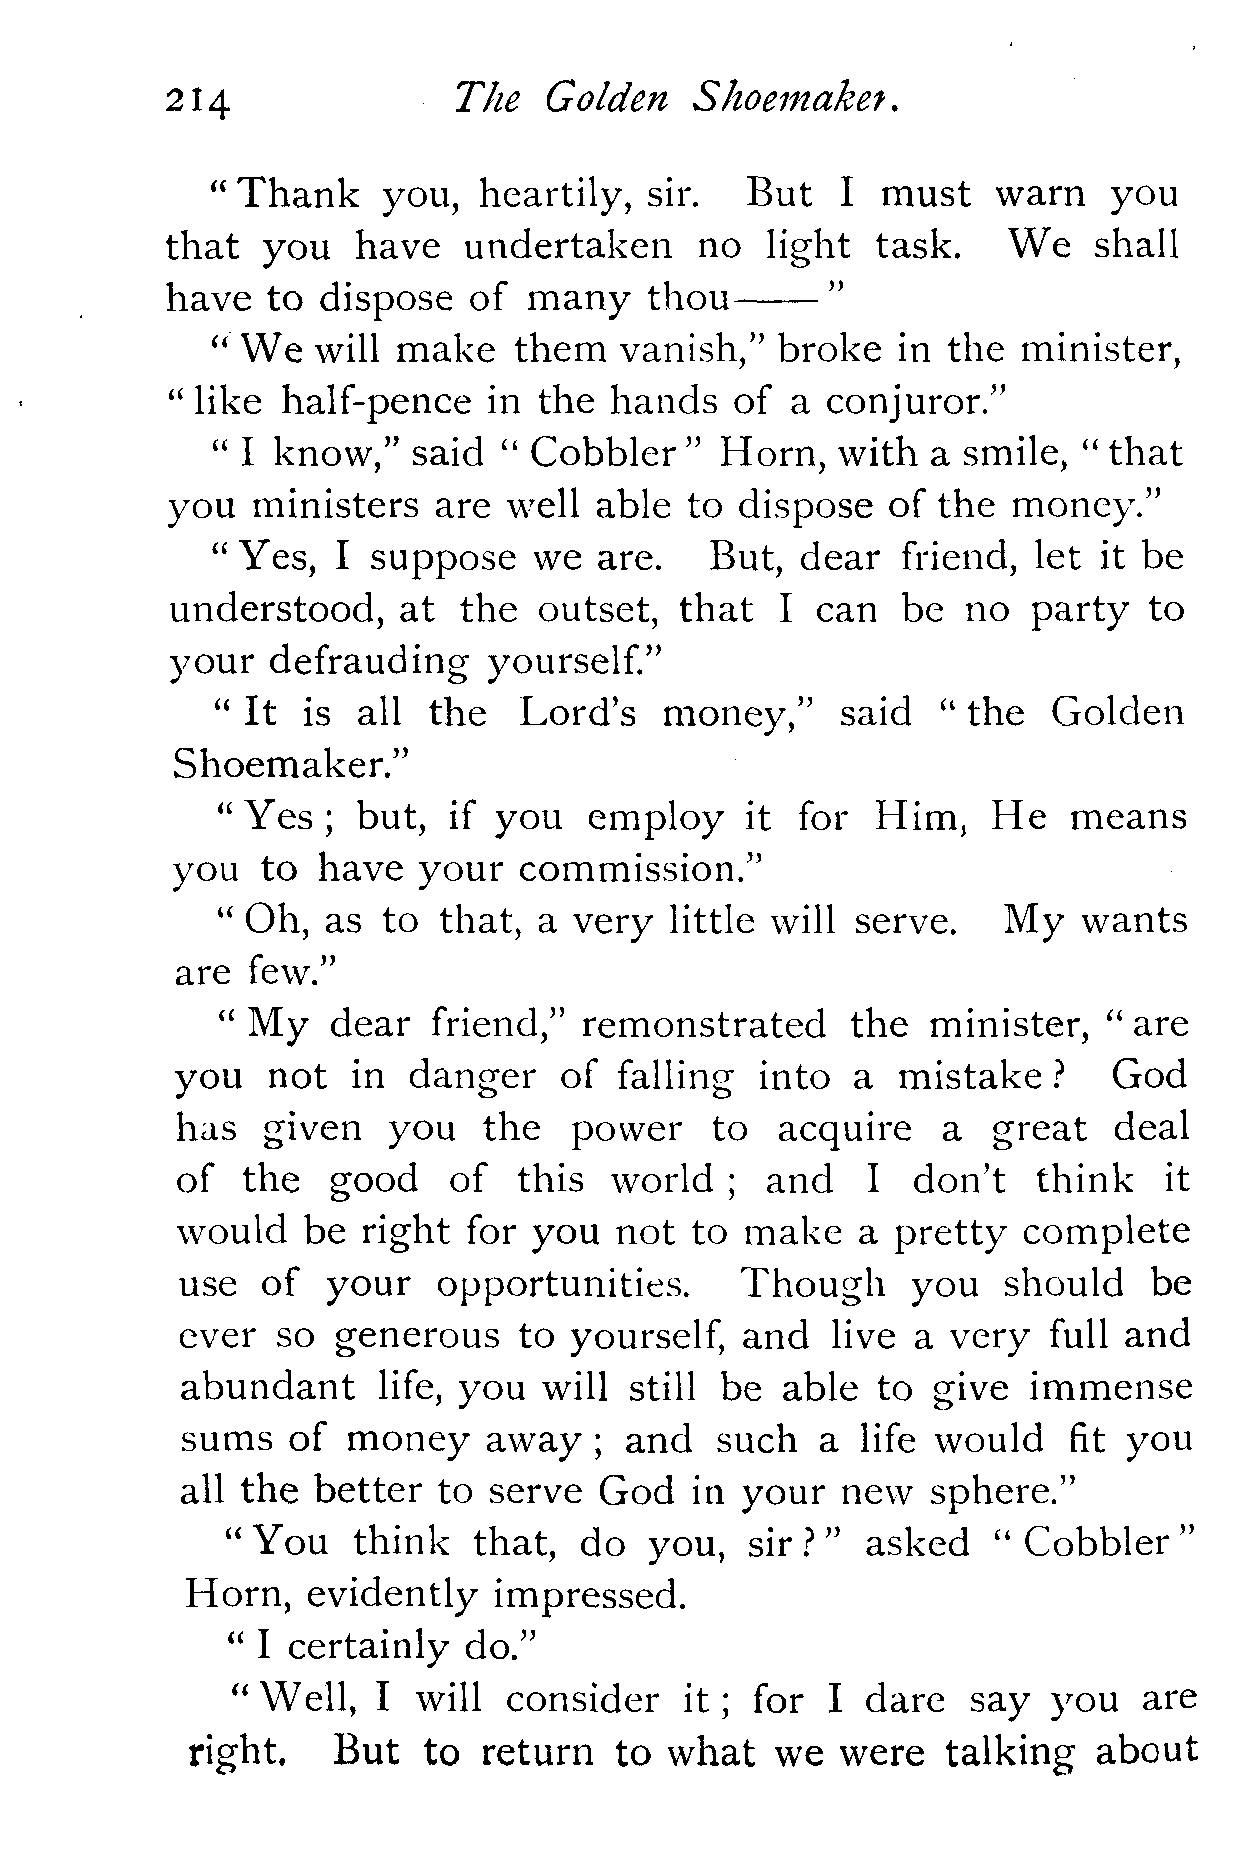 214 The Golden Shoemaker.
" Thank you, heartily, sir. But I must warn you
that you have undertaken no light task. We shall
have to dispose of many thou—— "
" We will make them vanish," broke in the minister,
" like half-pence in the hands of a conjuror."
" I know," said " Cobbler " Horn, with a smile, " that
you ministers are well able to dispose of the money."
" Yes, I suppose we are. But, dear friend, let it be
understood, at the outset, that I can be no party to
your defrauding yourself."
" It is all the Lord's money," said " the Golden
Shoemaker."
" Yes ; but, if you employ it for Him, He means
you to have your commission."
" Oh, as to that, a very little will serve. My wants
are few."
" My dear friend," remonstrated the minister, " are
you not in danger of falling into a mistake ? God
has given you the power to acquire a great deal
of the good of this world ; and I don't think it
would be right for you not to make a pretty complete
use of your opportunities. Though you should be
ever so generous to yourself, and live a very full and
abundant life, you will still be able to give immense
sums of money away ; and such a life would fit you
all the better to serve God in your new sphere."
" You think that, do you, sir ? " asked " Cobbler "
Horn, evidently impressed.
" I certainly do."
" Well, I will consider it ; for I dare say you are
right. But to return to what we were talking about